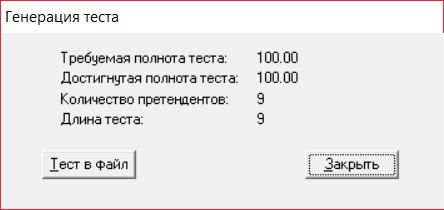 Генерация теста
Требуемая полнота теста: 100.00
Достигнутая полнота теста: 100.00
Количество претендентов: 9
Длина теста: 9
Тест в файл Закрыть